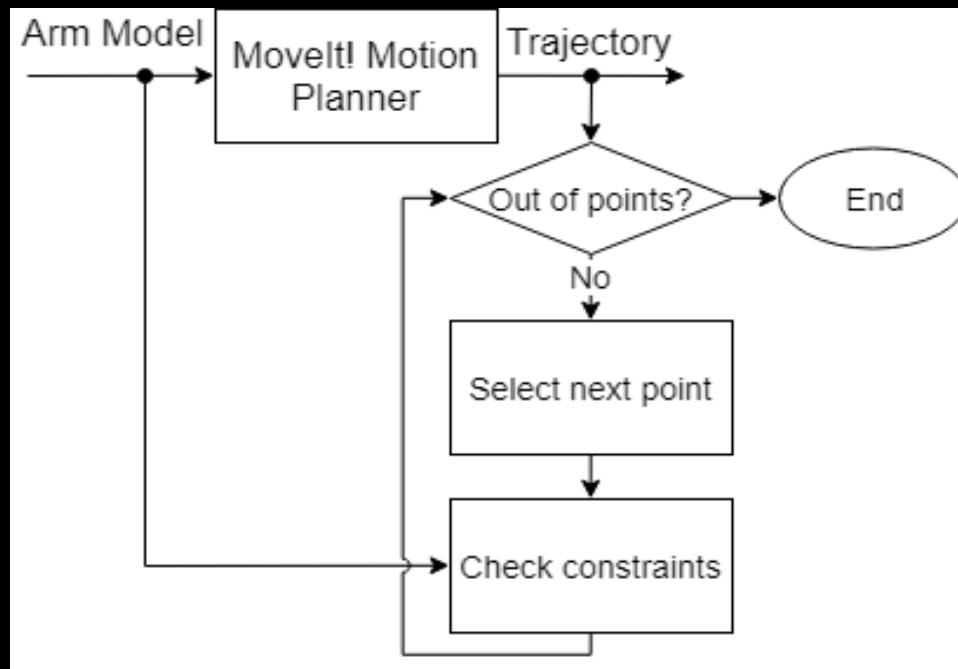 Arm Model
MoveIt! Motion
Planner
Trajectory
Out of points?
End
No
Select next point
Check constraints